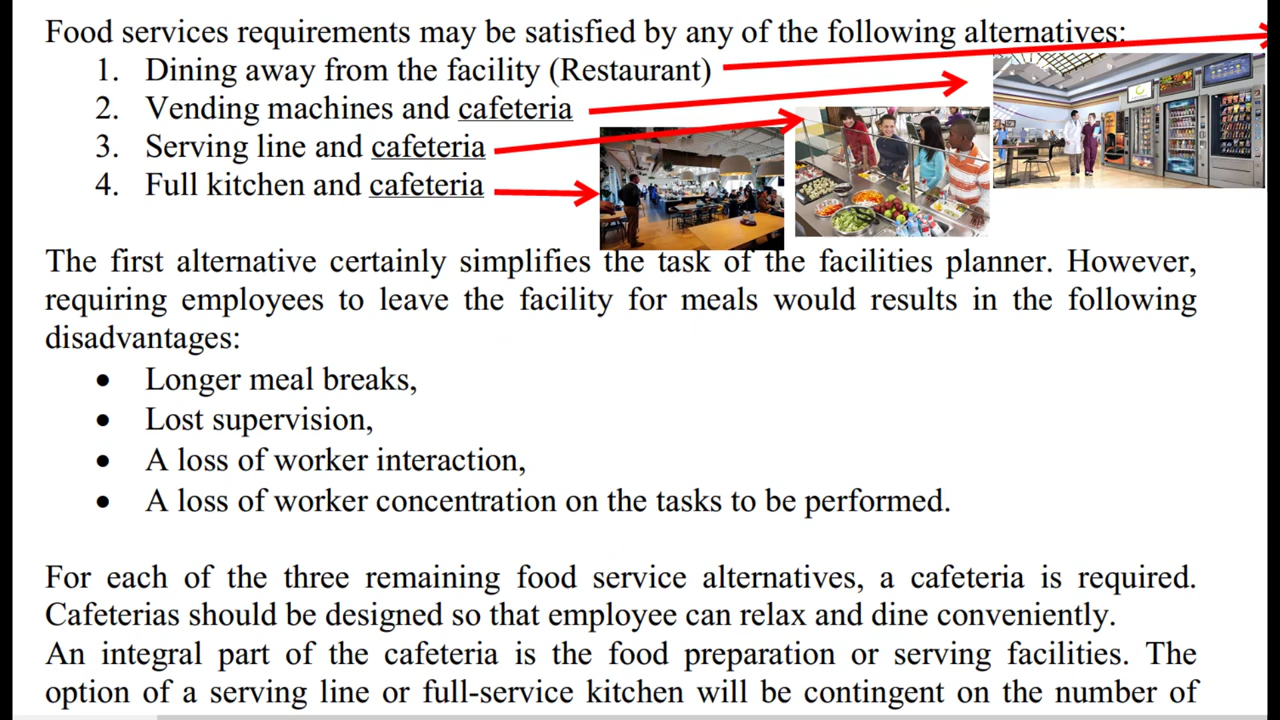 Food services requirements may be satisfied by any of the following alternatives:
1. Dining away from the facility (Restaurant)
2. Vending machines and cafeteria
3. Serving line and cafeteria
4. Full kitchen and cafeteria
The first alternative certainly simplifies the task of the facilities planner. However,
requiring employees to leave the facility for meals would results in the following
disadvantages:
• Longer meal breaks,
• Lost supervision,
• A loss of worker interaction,
• A loss of worker concentration on the tasks to be performed.
For each of the three remaining food service alternatives, a cafeteria is required.
Cafeterias should be designed so that employee can relax and dine conveniently.
An integral part of the cafeteria is the food preparation or serving facilities. The
option of a serving line or full-service kitchen will be contingent on the number of